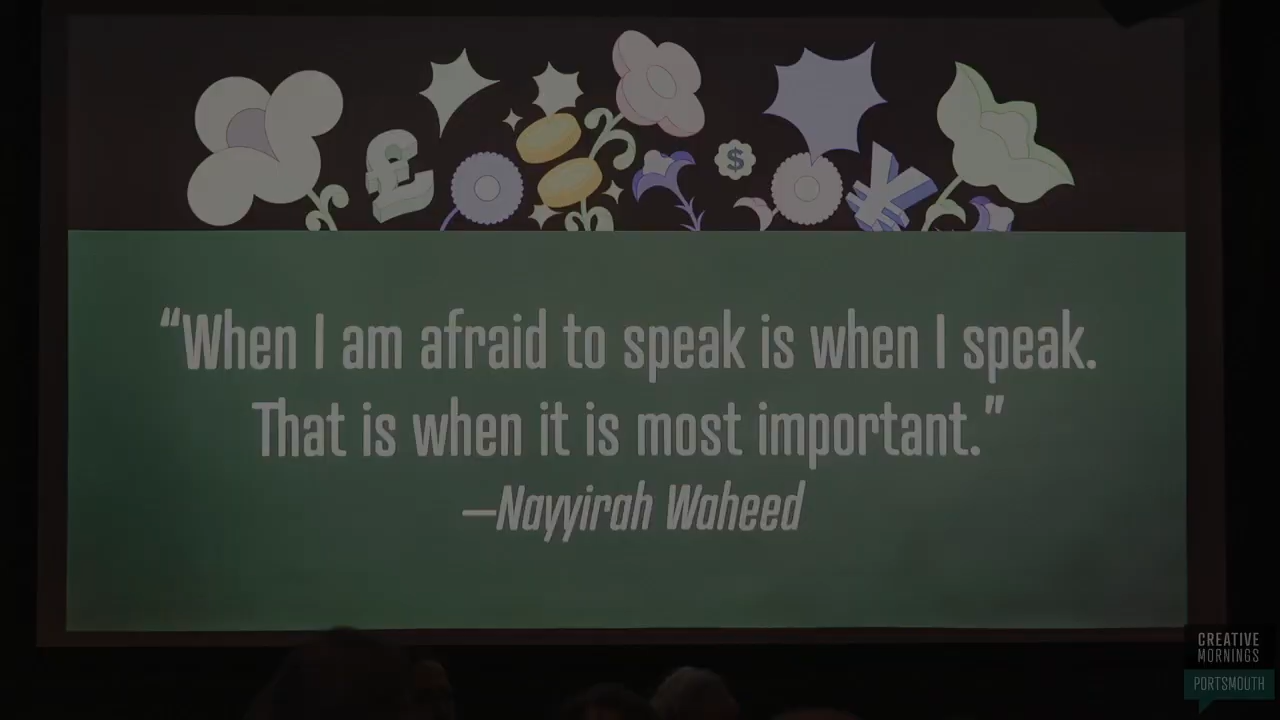 £
$
¥
“When I am afraid to speak is when I speak.
That is when it is most important.”
—Nayyirah Waheed
CREATIVE
MORNINGS
PORTSMOUTH